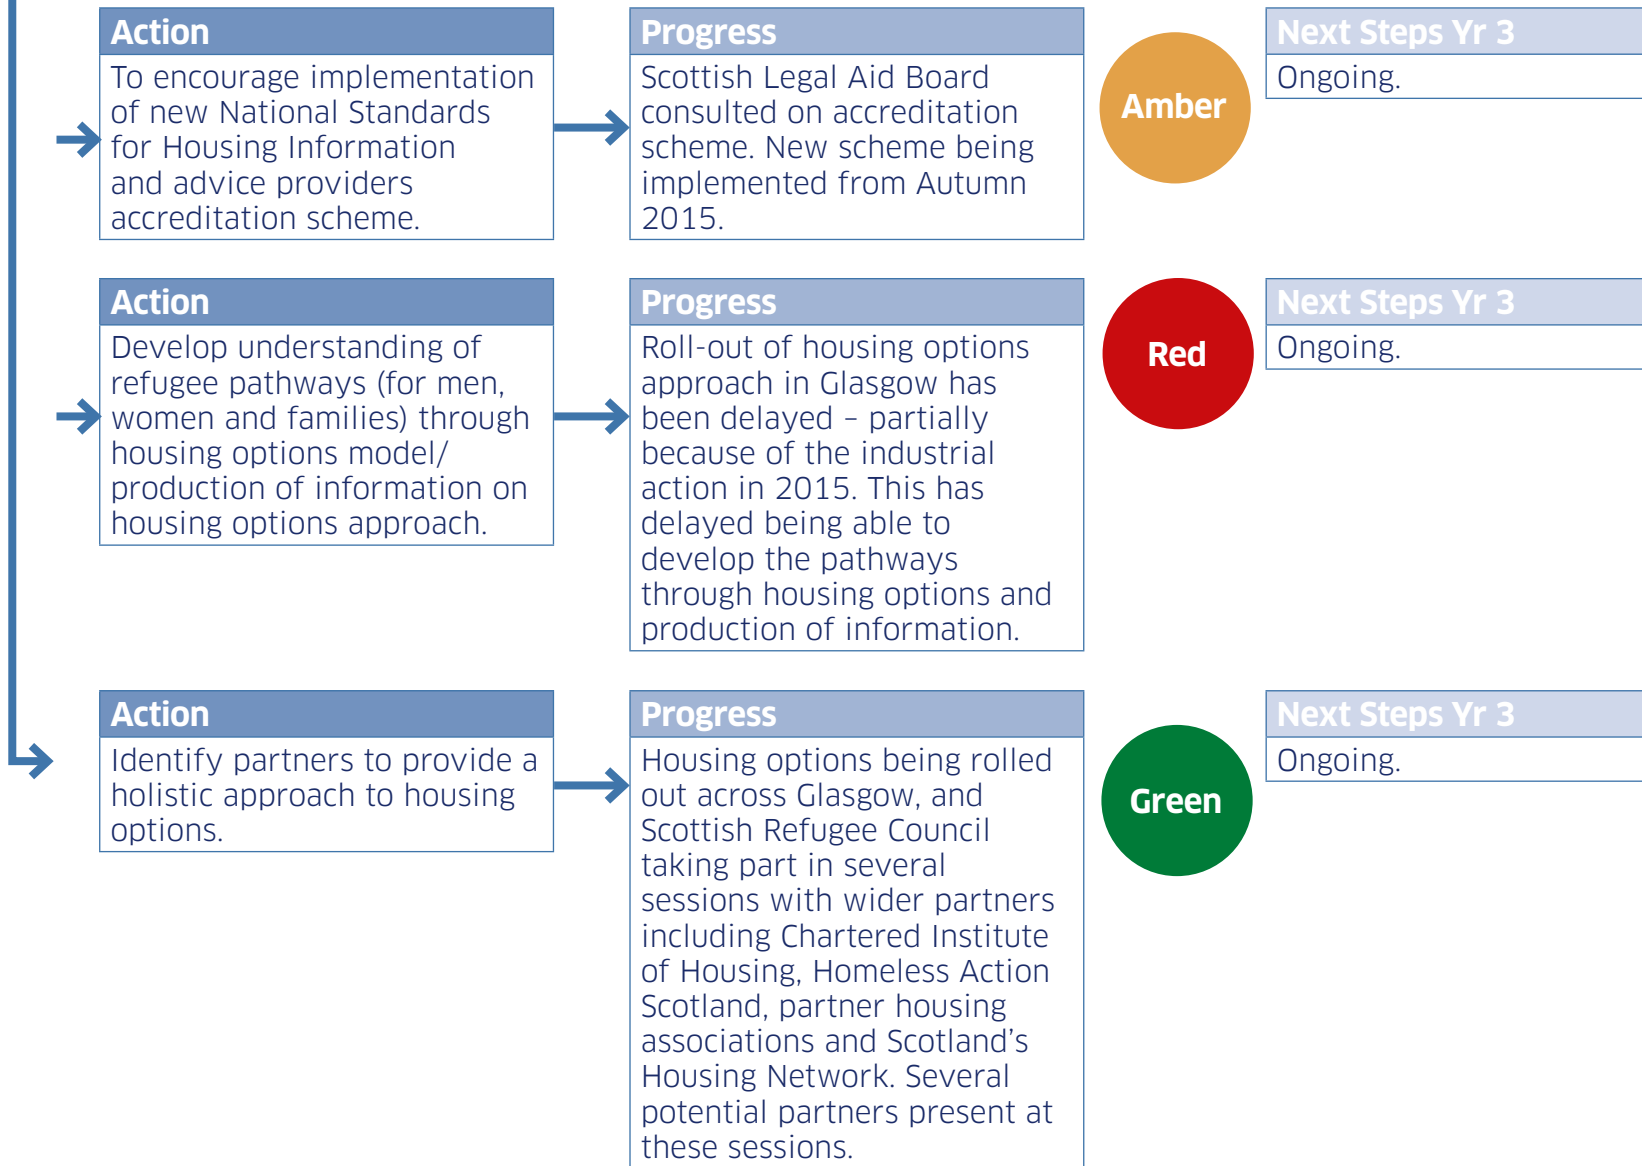 Action
To encourage implementation
of new National Standards
for Housing Information
and advice providers
accreditation scheme.
Progress
Scottish Legal Aid Board
consulted on accreditation
scheme. New scheme being
implemented from Autumn
2015.
Amber
Next Steps Yr 3
Ongoing.
Action
Develop understanding of
refugee pathways (for men,
women and families) through
housing options model/
production of information on
housing options approach.
Progress
Roll-out of housing options
approach in Glasgow has
been delayed – partially
because of the industrial
action in 2015. This has
delayed being able to
develop the pathways
through housing options and
production of information.
Red
Next Steps Yr 3
Ongoing.
Action
Identify partners to provide a
holistic approach to housing
options.
Progress
Housing options being rolled
out across Glasgow, and
Scottish Refugee Council
taking part in several
sessions with wider partners
including Chartered Institute
of Housing, Homeless Action
Scotland, partner housing
associations and Scotland's
Housing Network. Several
potential partners present at
these sessions.
Green
Next Steps Yr 3
Ongoing.